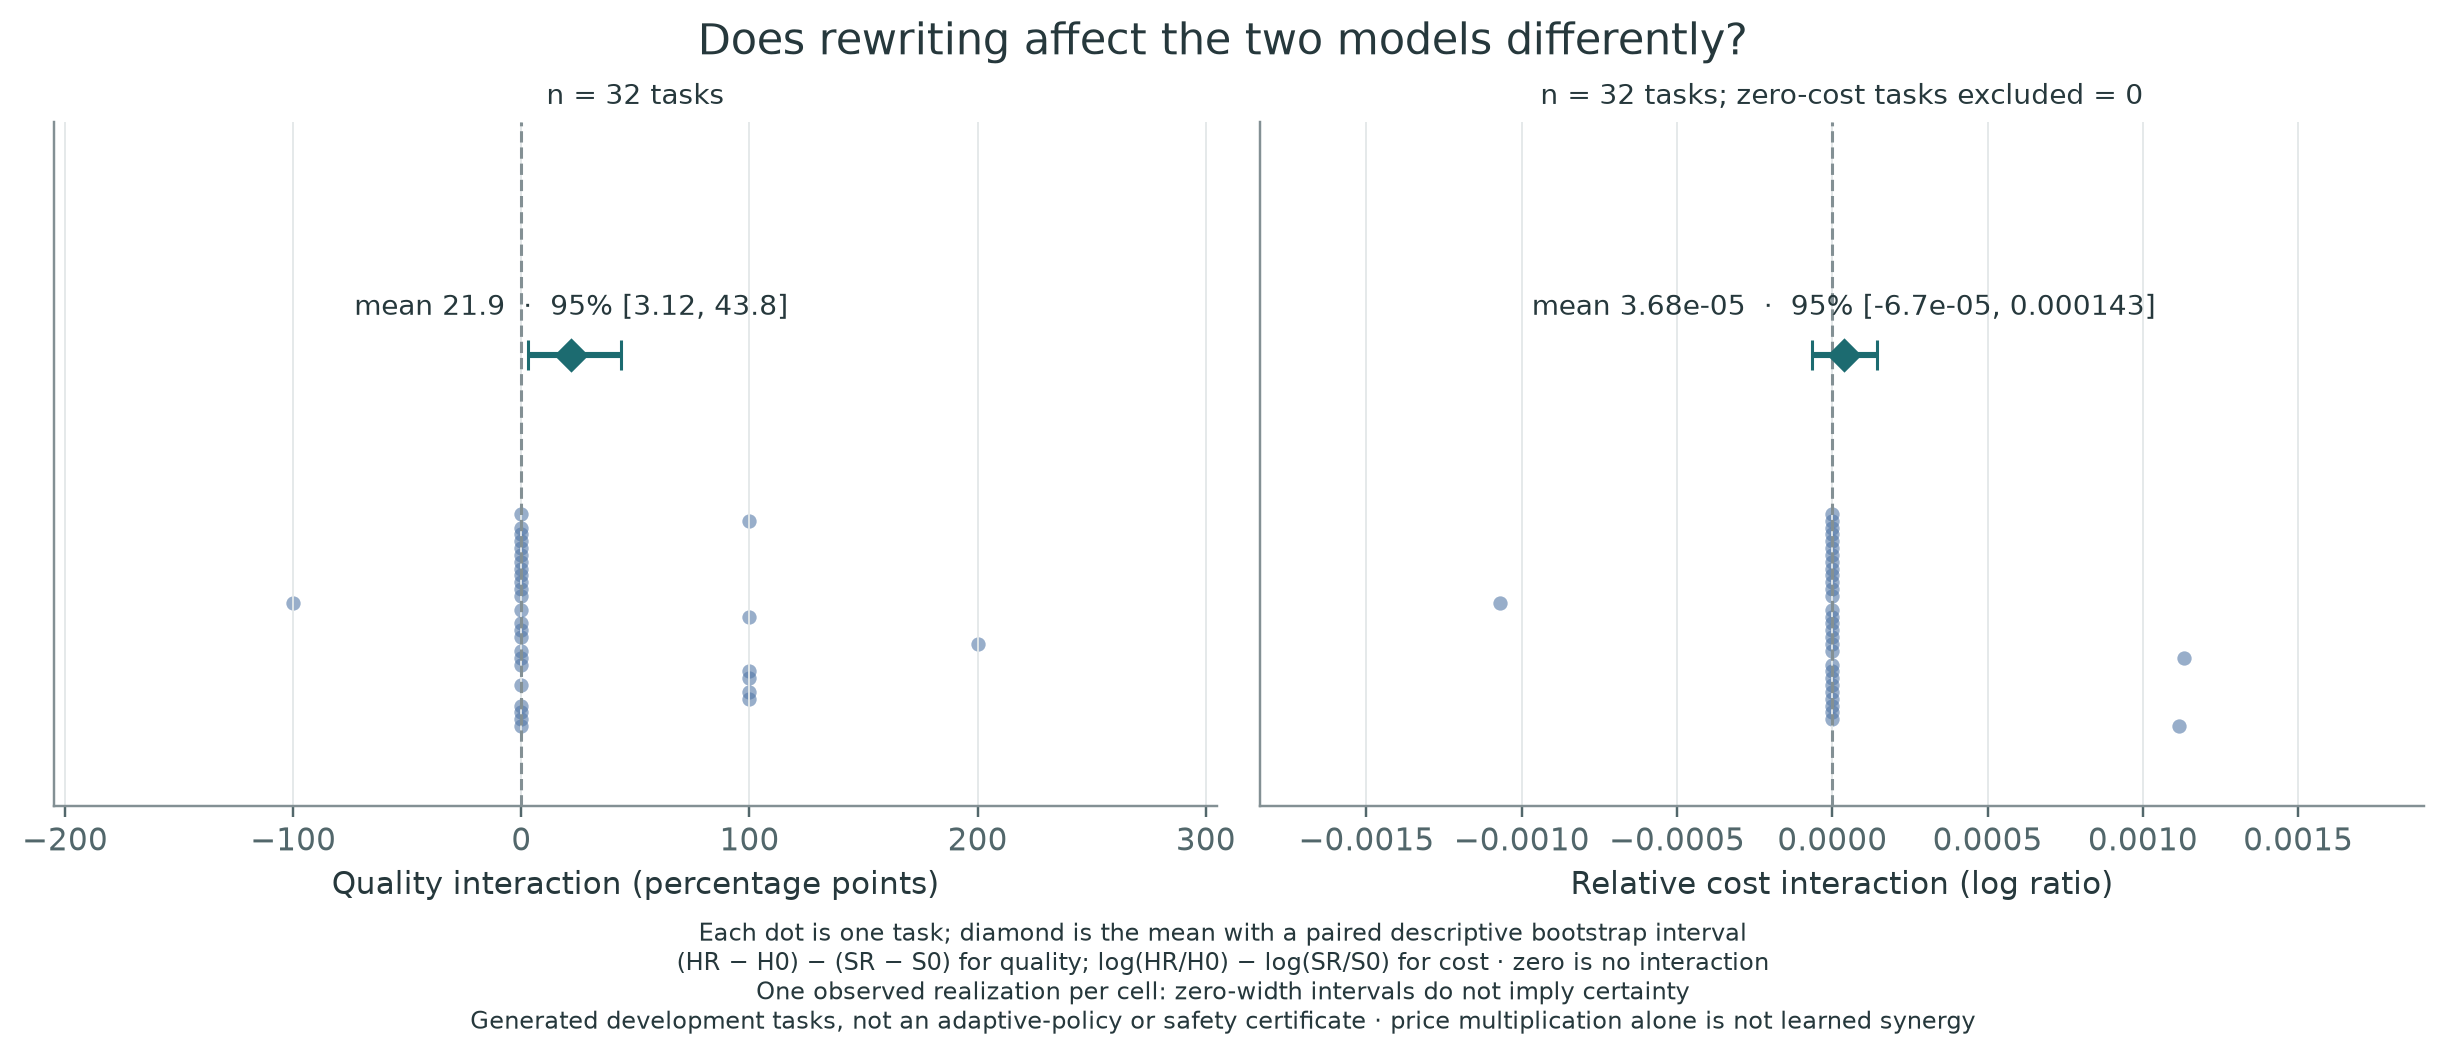 Does rewriting affect the two models differently?
n = 32 tasks
n = 32 tasks; zero-cost tasks excluded = 0
mean 21.9 · 95% [3.12, 43.8]
mean 3.68e-05 · 95% [-6.7e-05, 0.000143]
−200 −100 0 100 200 300
−0.0015 −0.0010 −0.0005 0.0000 0.0005 0.0010 0.0015
Quality interaction (percentage points)
Relative cost interaction (log ratio)
Each dot is one task; diamond is the mean with a paired descriptive bootstrap interval
(HR − H0) − (SR − S0) for quality; log(HR/H0) − log(SR/S0) for cost · zero is no interaction
One observed realization per cell: zero-width intervals do not imply certainty
Generated development tasks, not an adaptive-policy or safety certificate · price multiplication alone is not learned synergy